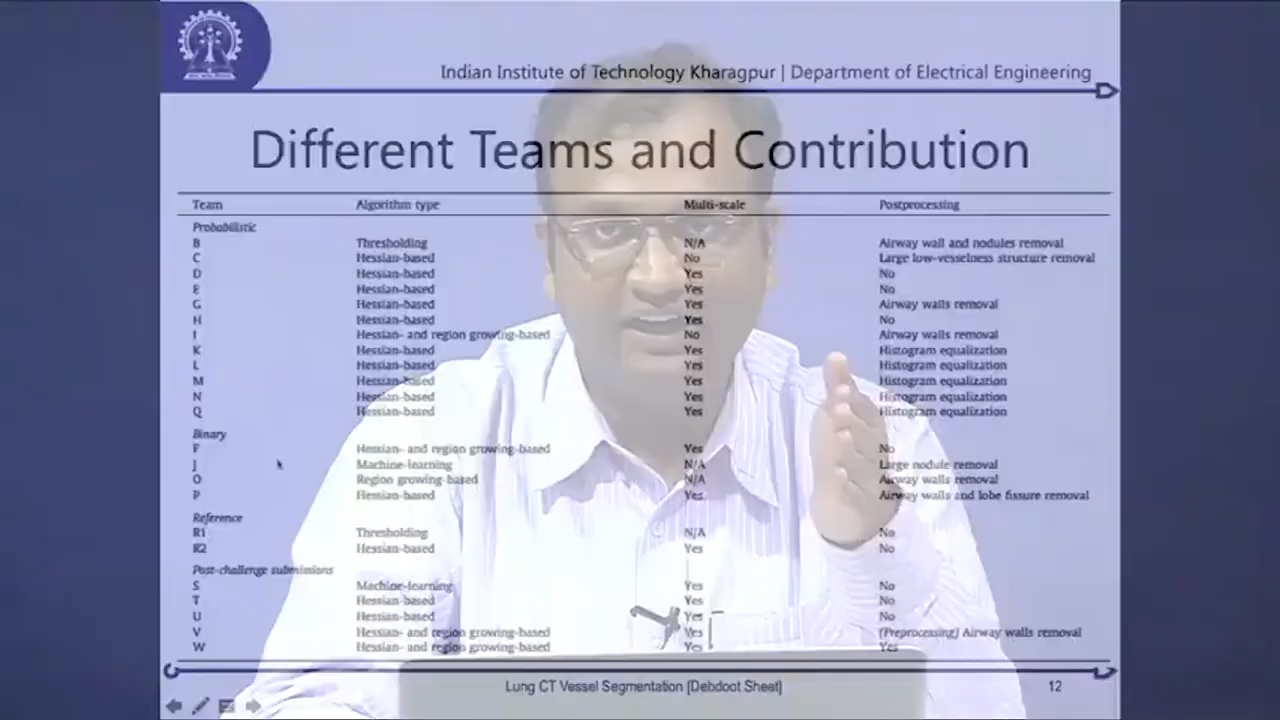 Indian Institute of Technology Kharagpur | Department of Electrical Engineering
Different Teams and Contribution
Team Algorithm type Multi-scale Postprocessing
Probabilistic
B Thresholding N/A Airway wall and nodules removal
C Hessian-based No Large low-vesselness structure removal
D Hessian-based Yes No
E Hessian-based Yes No
G Hessian-based Yes Airway walls removal
H Hessian-based Yes No
I Hessian- and region growing-based No Airway walls removal
K Hessian-based Yes Histogram equalization
L Hessian-based Yes Histogram equalization
M Hessian-based Yes Histogram equalization
N Hessian-based Yes Histogram equalization
Q Hessian-based Yes Histogram equalization
Binary
F Hessian- and region growing-based Yes No
J Machine-learning N/A Large nodule removal
O Region growing-based N/A Airway walls removal
P Hessian-based Yes Airway walls and lobe fissure removal
Reference
R1 Thresholding N/A No
R2 Hessian-based Yes No
Post-challenge submissions
S Machine-learning Yes No
T Hessian-based Yes No
U Hessian-based Yes No
V Hessian- and region growing-based Yes (Preprocessing) Airway walls removal
W Hessian- and region growing-based Yes Yes
Lung CT Vessel Segmentation [Debdoot Sheet] 12